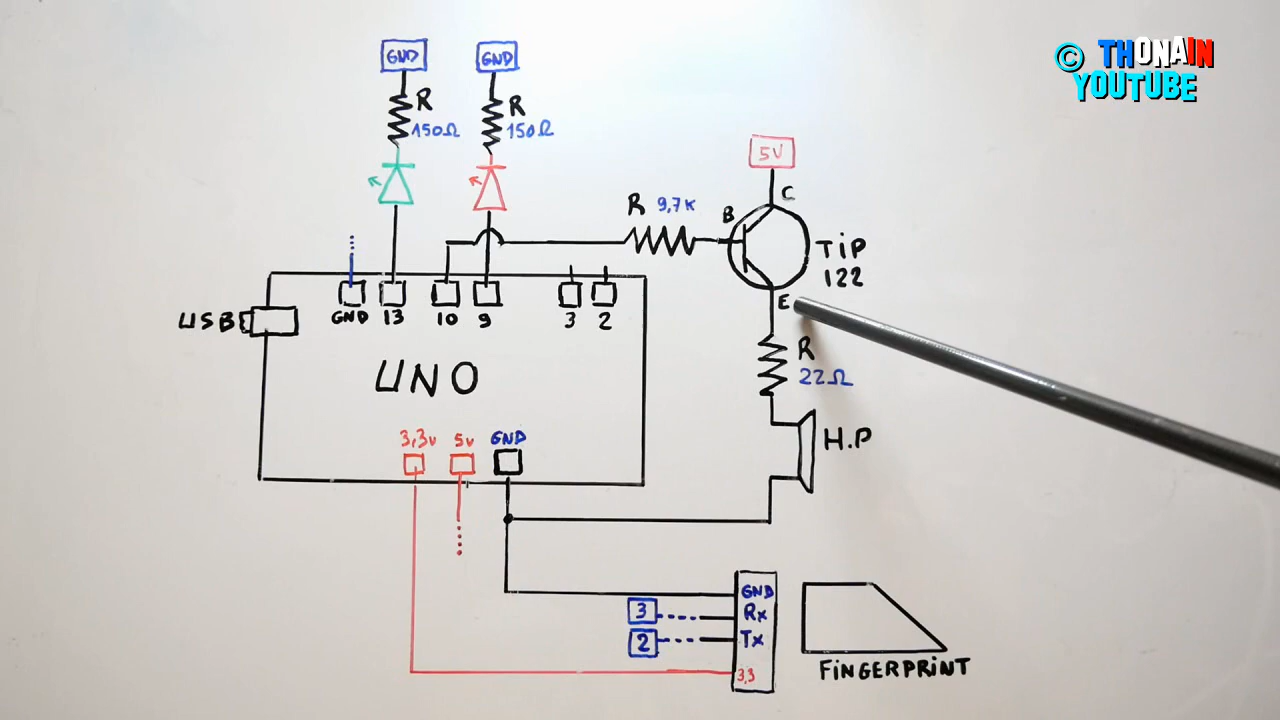 © THONAIN
YOUTUBE
GND
GND
R
150Ω
R
150Ω
5V
C
R 9,7K
B
TiP
122
E
USB
GND 13 10 9 3 2
UNO
R
22Ω
3,3v 5v GND
H.P
GND
3 Rx
2 Tx
3,3
FiNGERPRiNT